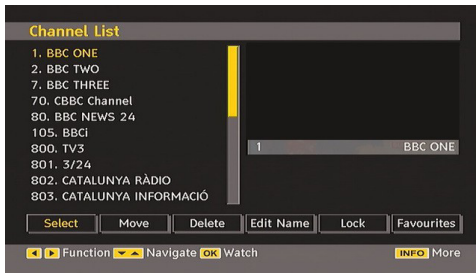 Channel List
1. BBC ONE
2. BBC TWO
7. BBC THREE
70. CBBC Channel
80. BBC NEWS 24
105. BBCi
800. TV3
801. 3/24
802. CATALUNYA RÀDIO
803. CATALUNYA INFORMACIÓ
1 BBC ONE
Select Move Delete Edit Name Lock Favourites
Function Navigate OK Watch INFO More